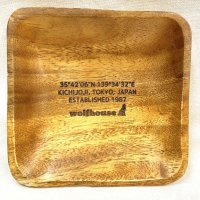 35°42'06"N 139°34'32"E
KICHIJOJI, TOKYO, JAPAN
ESTABLISHED 1987
wolfhouse